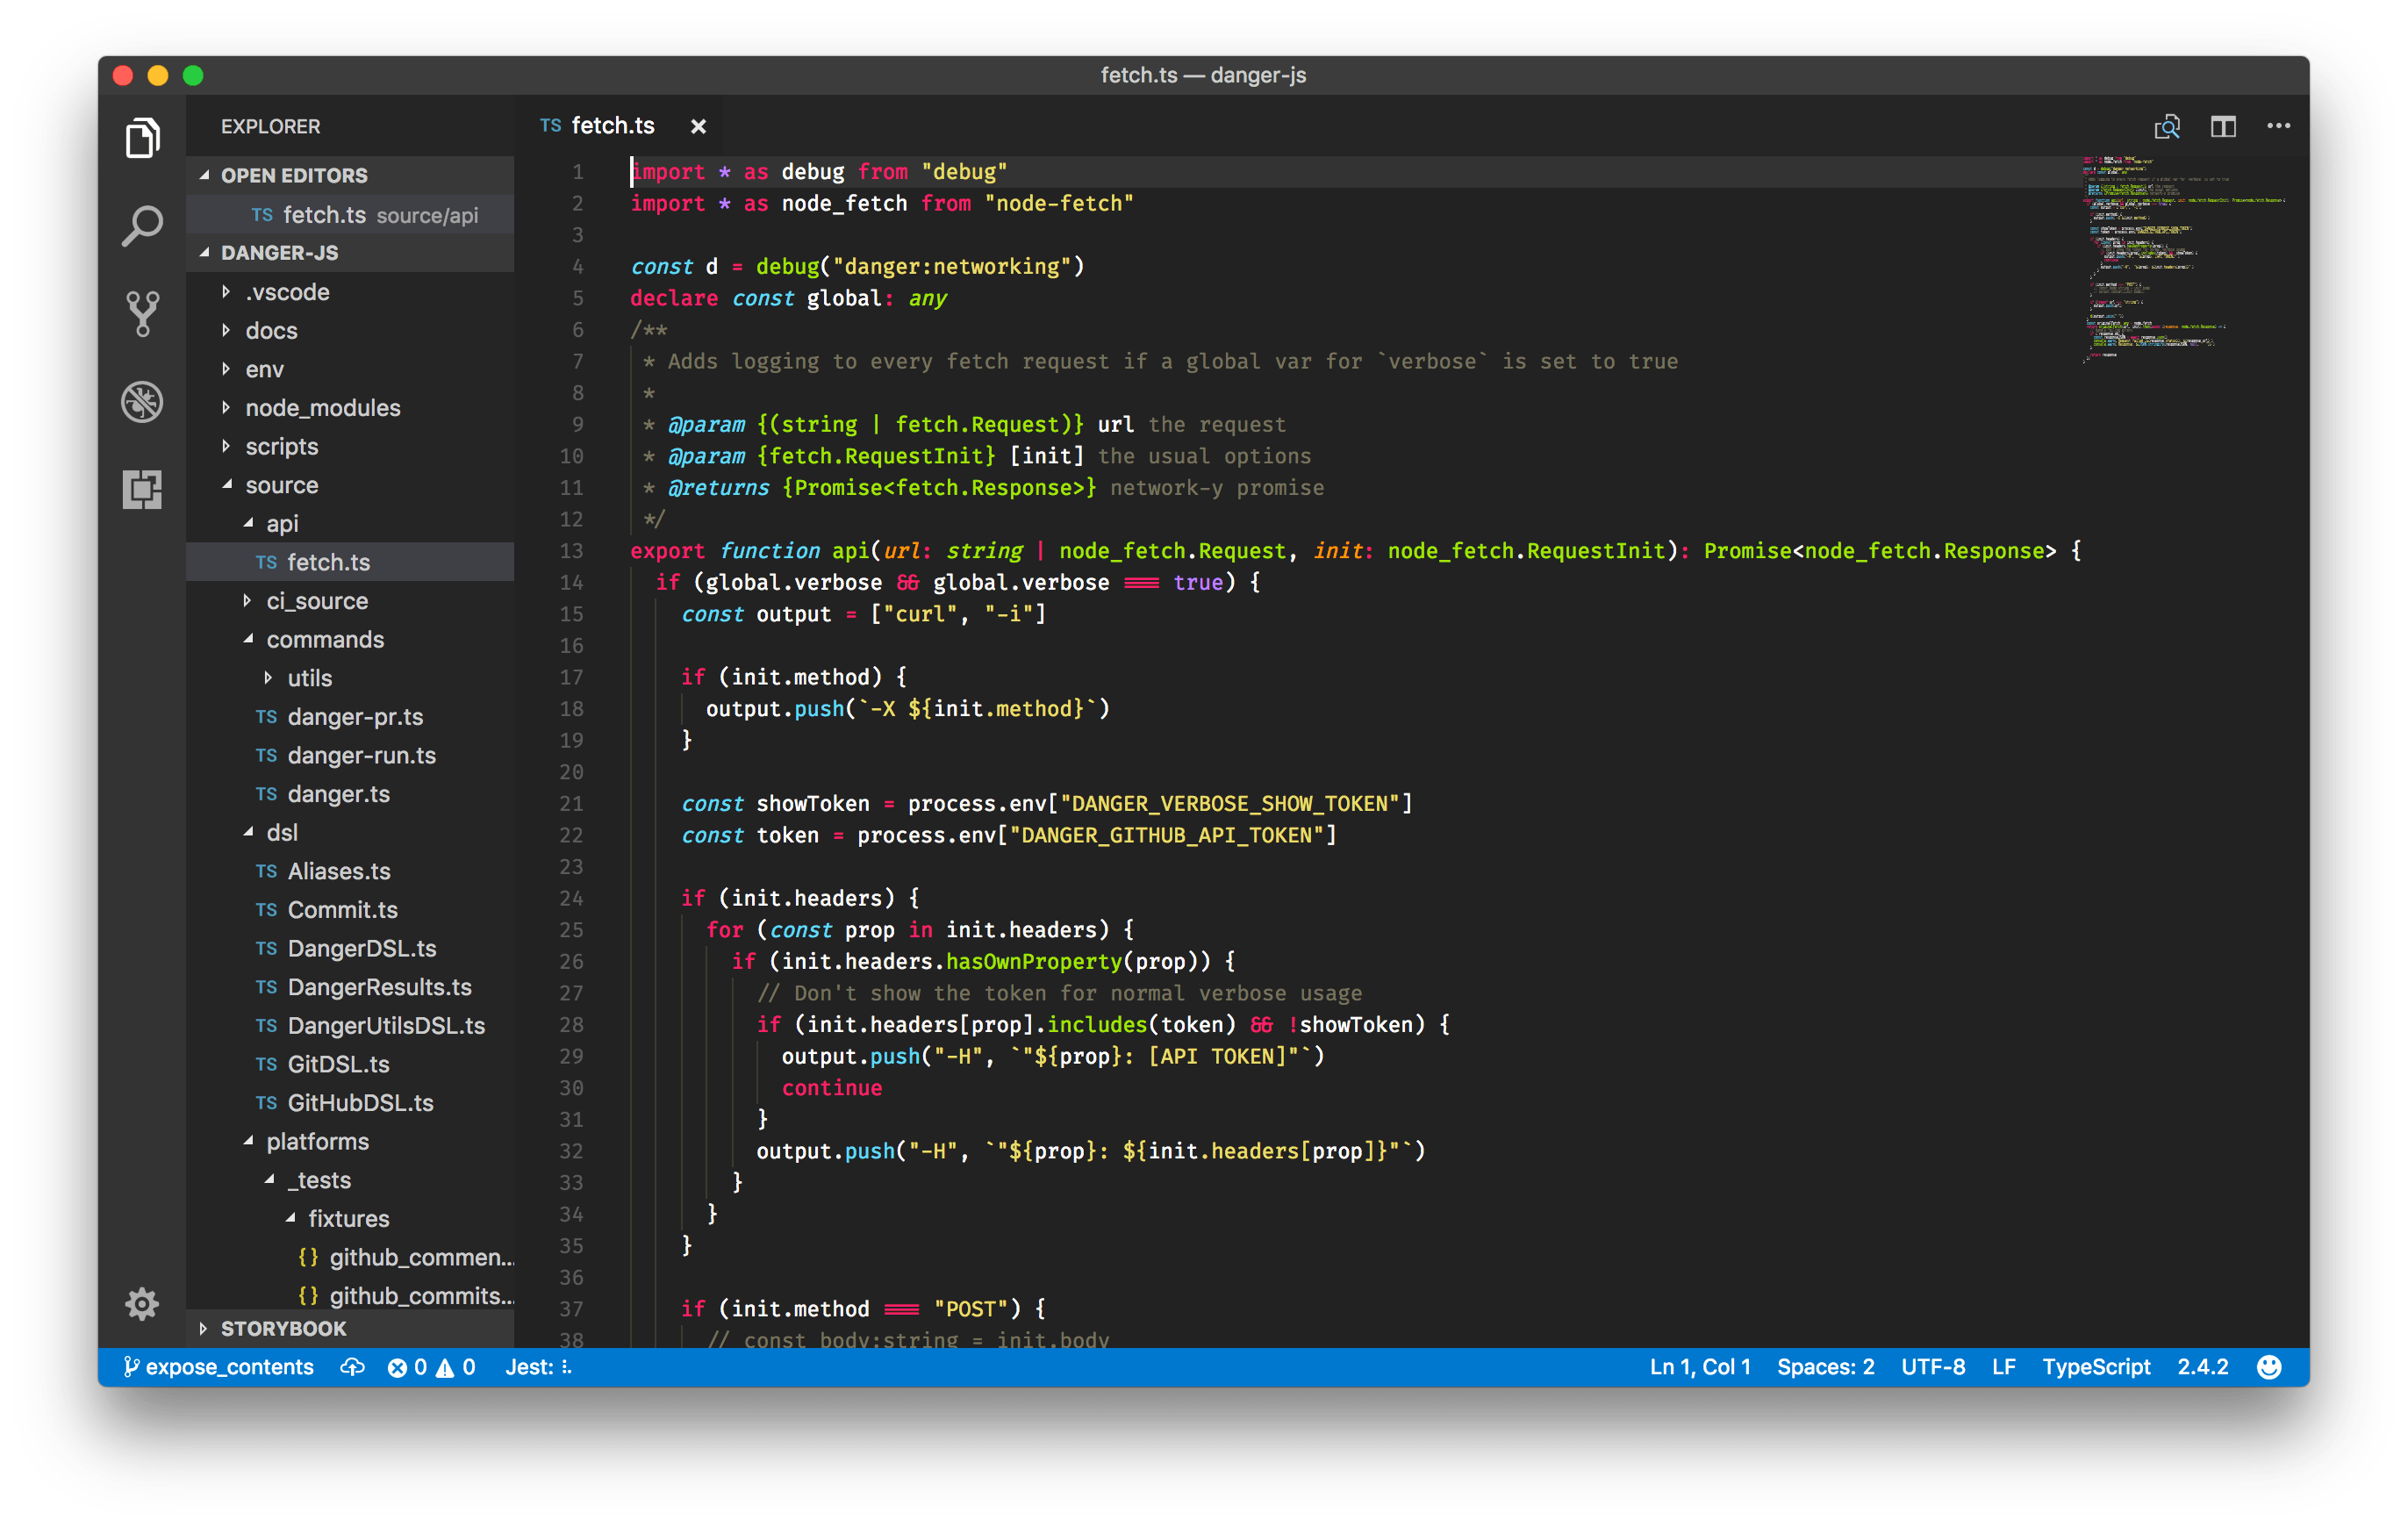 fetch.ts — danger-js
EXPLORER
OPEN EDITORS
TS fetch.ts source/api
DANGER-JS
.vscode
docs
env
node_modules
scripts
source
api
TS fetch.ts
ci_source
commands
utils
TS danger-pr.ts
TS danger-run.ts
TS danger.ts
dsl
TS Aliases.ts
TS Commit.ts
TS DangerDSL.ts
TS DangerResults.ts
TS DangerUtilsDSL.ts
TS GitDSL.ts
TS GitHubDSL.ts
platforms
_tests
fixtures
{} github_commen...
{} github_commits...
STORYBOOK
TS fetch.ts ×
1 import * as debug from "debug"
2 import * as node_fetch from "node-fetch"
3
4 const d = debug("danger:networking")
5 declare const global: any
6 /**
7 * Adds logging to every fetch request if a global var for `verbose` is set to true
8 *
9 * @param {(string | fetch.Request)} url the request
10 * @param {fetch.RequestInit} [init] the usual options
11 * @returns {Promise<fetch.Response>} network-y promise
12 */
13 export function api(url: string | node_fetch.Request, init: node_fetch.RequestInit): Promise<node_fetch.Response> {
14 if (global.verbose && global.verbose === true) {
15 const output = ["curl", "-i"]
16
17 if (init.method) {
18 output.push(`-X ${init.method}`)
19 }
20
21 const showToken = process.env["DANGER_VERBOSE_SHOW_TOKEN"]
22 const token = process.env["DANGER_GITHUB_API_TOKEN"]
23
24 if (init.headers) {
25 for (const prop in init.headers) {
26 if (init.headers.hasOwnProperty(prop)) {
27 // Don't show the token for normal verbose usage
28 if (init.headers[prop].includes(token) && !showToken) {
29 output.push("-H", `"${prop}: [API TOKEN]"`)
30 continue
31 }
32 output.push("-H", `"${prop}: ${init.headers[prop]}"`)
33 }
34 }
35 }
36
37 if (init.method === "POST") {
38 // const body:string = init.body
expose_contents 0 0 Jest: Ln 1, Col 1 Spaces: 2 UTF-8 LF TypeScript 2.4.2